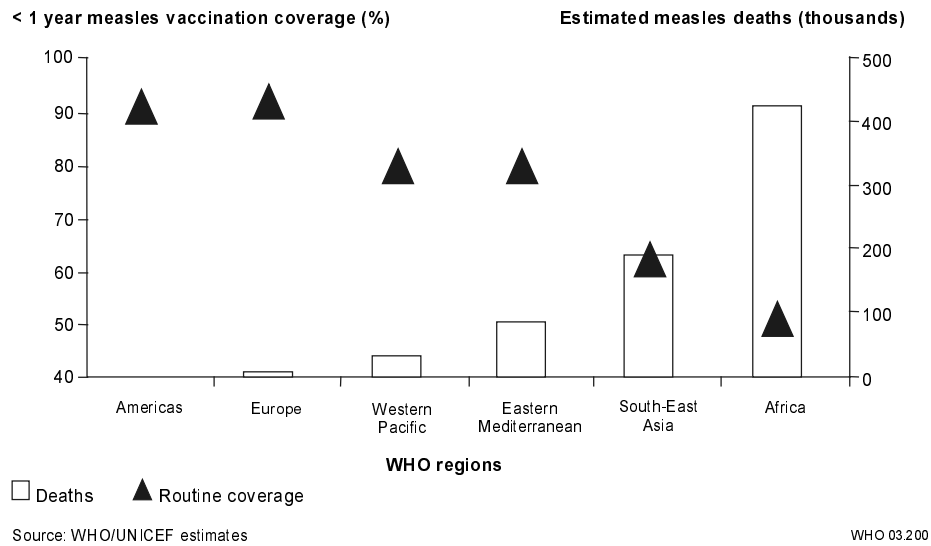 < 1 year measles vaccination coverage (%)
Estimated measles deaths (thousands)
100
90
80
70
60
50
40
500
400
300
200
100
0
Americas
Europe
Western
Pacific
Eastern
Mediterranean
South-East
Asia
Africa
WHO regions
Deaths
Routine coverage
Source: WHO/UNICEF estimates
WHO 03.200